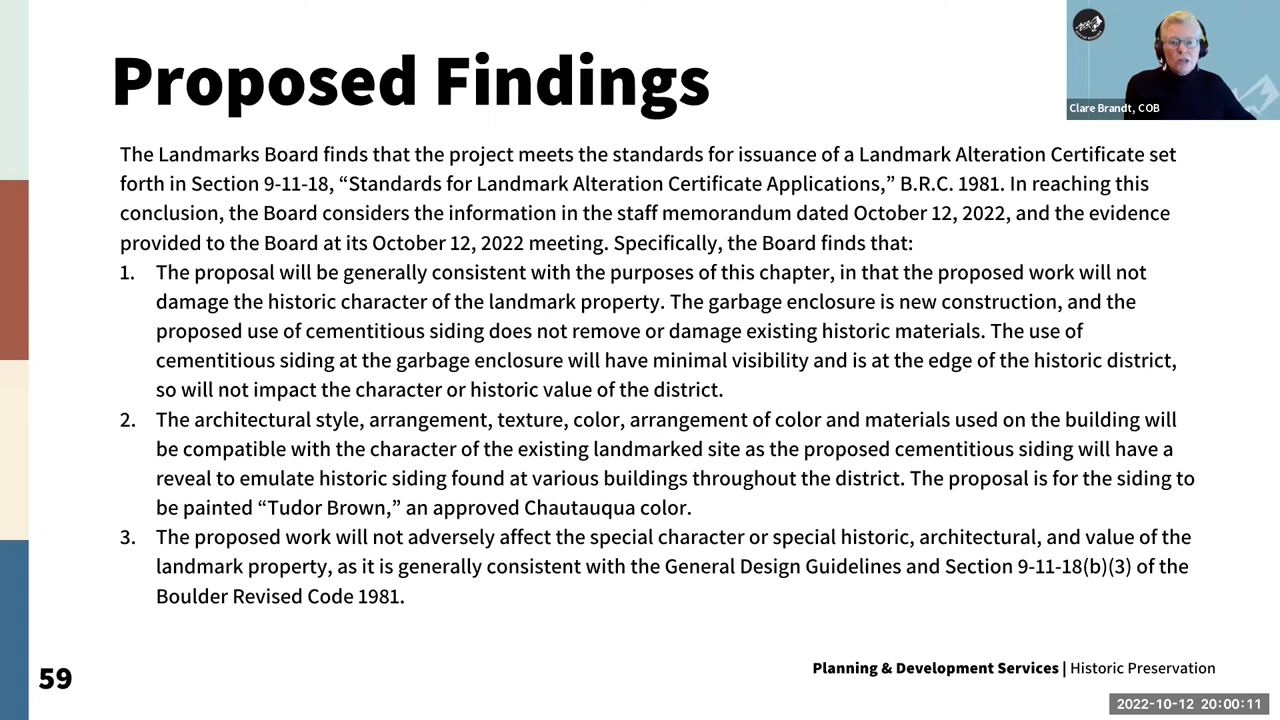 Proposed Findings
Clare Brandt, COB
The Landmarks Board finds that the project meets the standards for issuance of a Landmark Alteration Certificate set
forth in Section 9-11-18, “Standards for Landmark Alteration Certificate Applications,” B.R.C. 1981. In reaching this
conclusion, the Board considers the information in the staff memorandum dated October 12, 2022, and the evidence
provided to the Board at its October 12, 2022 meeting. Specifically, the Board finds that:
1. The proposal will be generally consistent with the purposes of this chapter, in that the proposed work will not
damage the historic character of the landmark property. The garbage enclosure is new construction, and the
proposed use of cementitious siding does not remove or damage existing historic materials. The use of
cementitious siding at the garbage enclosure will have minimal visibility and is at the edge of the historic district,
so will not impact the character or historic value of the district.
2. The architectural style, arrangement, texture, color, arrangement of color and materials used on the building will
be compatible with the character of the existing landmarked site as the proposed cementitious siding will have a
reveal to emulate historic siding found at various buildings throughout the district. The proposal is for the siding to
be painted “Tudor Brown,” an approved Chautauqua color.
3. The proposed work will not adversely affect the special character or special historic, architectural, and value of the
landmark property, as it is generally consistent with the General Design Guidelines and Section 9-11-18(b)(3) of the
Boulder Revised Code 1981.
59
Planning & Development Services | Historic Preservation
2022-10-12 20:00:11